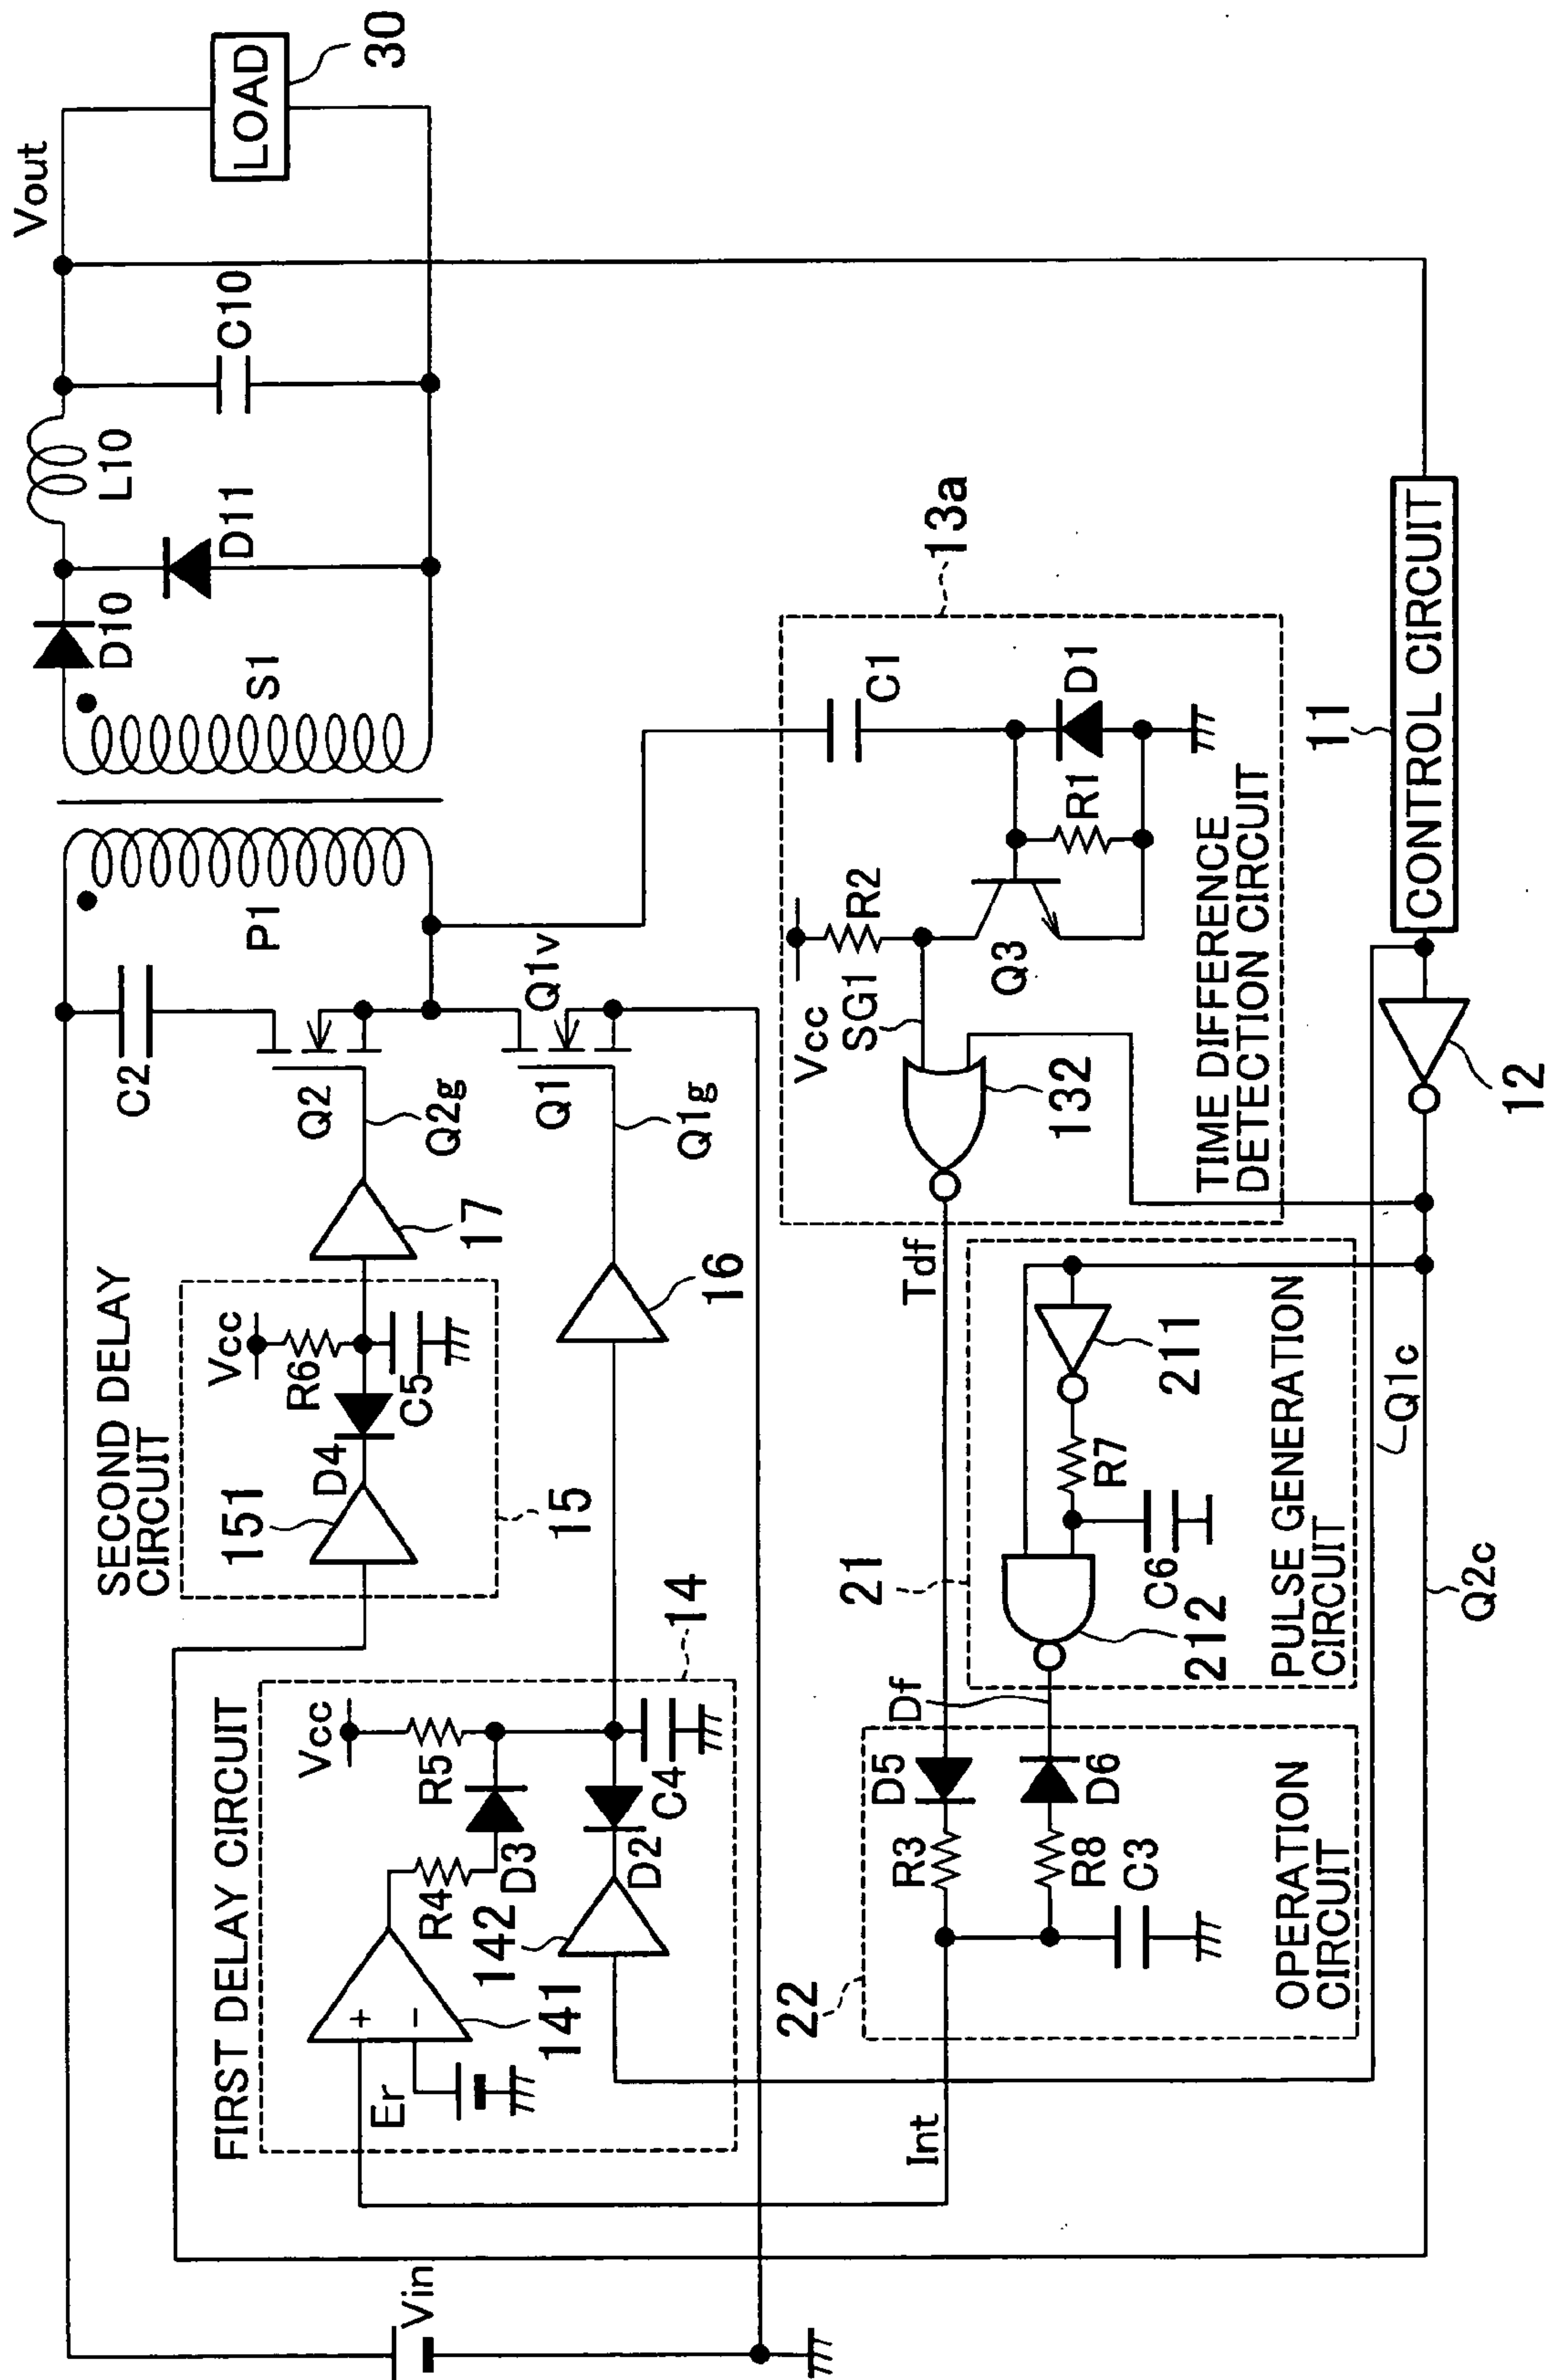 Vout
LOAD
30
C10
L10
D11
D10
S1
P1
C2
Q2
Q2g
Q1
Q1v
Q1g
17
16
SECOND DELAY
CIRCUIT
Vcc
R6
C5
D4
151
15
FIRST DELAY CIRCUIT
14
Vcc
R5
D3
R4
C4
D2
142
141
+
−
Er
Vin
13a
C1
D1
R1
R2
Vcc
SG1
Q3
132
TIME DIFFERENCE
DETECTION CIRCUIT
Tdf
11
CONTROL CIRCUIT
12
211
R7
C6
212
21
PULSE GENERATION
CIRCUIT
Q1c
Q2c
Df
D5
D6
R3
R8
C3
22
OPERATION
CIRCUIT
Int